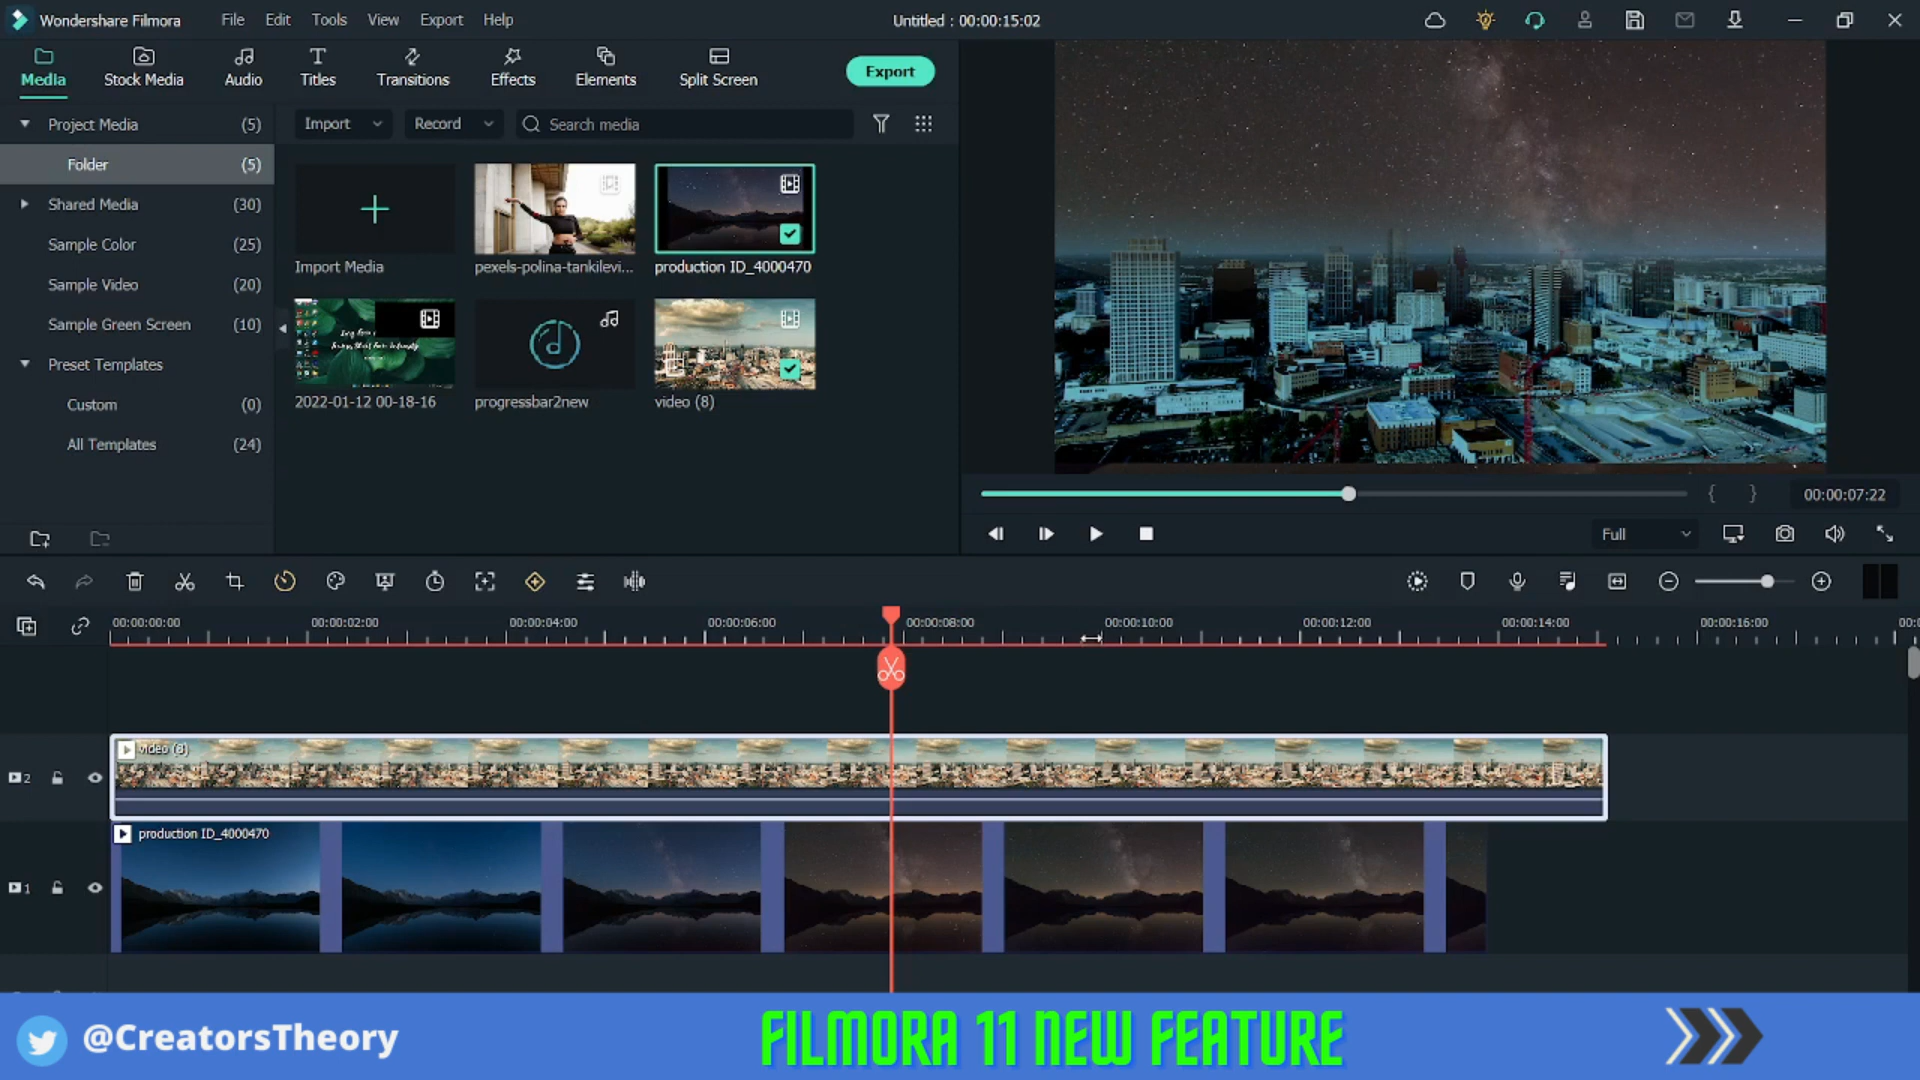 Wondershare Filmora
File
Edit
Tools
View
Export
Help
Untitled : 00:00:15:02
Media
Stock Media
Audio
Titles
Transitions
Effects
Elements
Split Screen
Export
Project Media (5)
Folder (5)
Shared Media (30)
Sample Color (25)
Sample Video (20)
Sample Green Screen (10)
Preset Templates
Custom (0)
All Templates (24)
Import
Record
Search media
Import Media
pexels-polina-tankilevi...
production ID_4000470
2022-01-12 00-18-16
progressbar2new
video (8)
00:00:07:22
Full
00:00:00:00
00:00:02:00
00:00:04:00
00:00:06:00
00:00:08:00
00:00:10:00
00:00:12:00
00:00:14:00
00:00:16:00
00:0
2
video (8)
1
production ID_4000470
@CreatorsTheory
FILMORA 11 NEW FEATURE